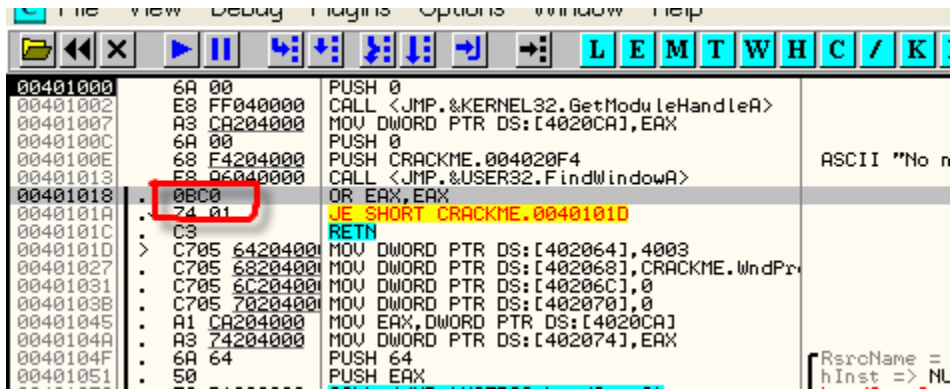 File View Debug Plugins Options Window Help
L E M T W H C / K
00401000 6A 00 PUSH 0
00401002 E8 FF040000 CALL <JMP.&KERNEL32.GetModuleHandleA>
00401007 A3 CA204000 MOV DWORD PTR DS:[4020CA],EAX
0040100C 6A 00 PUSH 0
0040100E 68 F4204000 PUSH CRACKME.004020F4 ASCII "No n
00401013 E8 A6040000 CALL <JMP.&USER32.FindWindowA>
00401018 . 0BC0 OR EAX,EAX
0040101A . 74 01 JE SHORT CRACKME.0040101D
0040101C . C3 RETN
0040101D > C705 64204000 MOV DWORD PTR DS:[402064],4003
00401027 . C705 68204000 MOV DWORD PTR DS:[402068],CRACKME.WndPr
00401031 . C705 6C204000 MOV DWORD PTR DS:[40206C],0
0040103B . C705 70204000 MOV DWORD PTR DS:[402070],0
00401045 . A1 CA204000 MOV EAX,DWORD PTR DS:[4020CA]
0040104A . A3 74204000 MOV DWORD PTR DS:[402074],EAX
0040104F . 6A 64 PUSH 64 RsrcName =
00401051 . 50 PUSH EAX hInst => NU